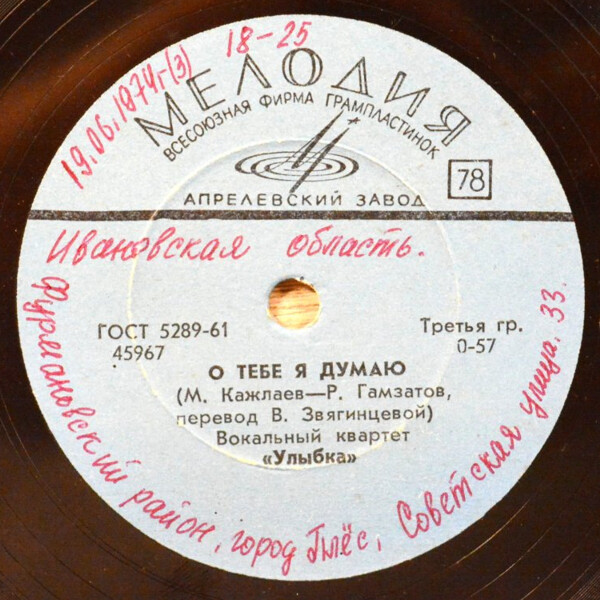 19.06.1974г-(3) 18-25
МЕЛОДИЯ
ВСЕСОЮЗНАЯ ФИРМА ГРАМПЛАСТИНОК
АПРЕЛЕВСКИЙ ЗАВОД
78
Ивановская область.
Фурмановский район, город Плёс, Советская улица. 33.
ГОСТ 5289-61
45967
Третья гр.
0-57
О ТЕБЕ Я ДУМАЮ
(М. Кажлаев—Р. Гамзатов,
перевод В. Звягинцевой)
Вокальный квартет
«Улыбка»